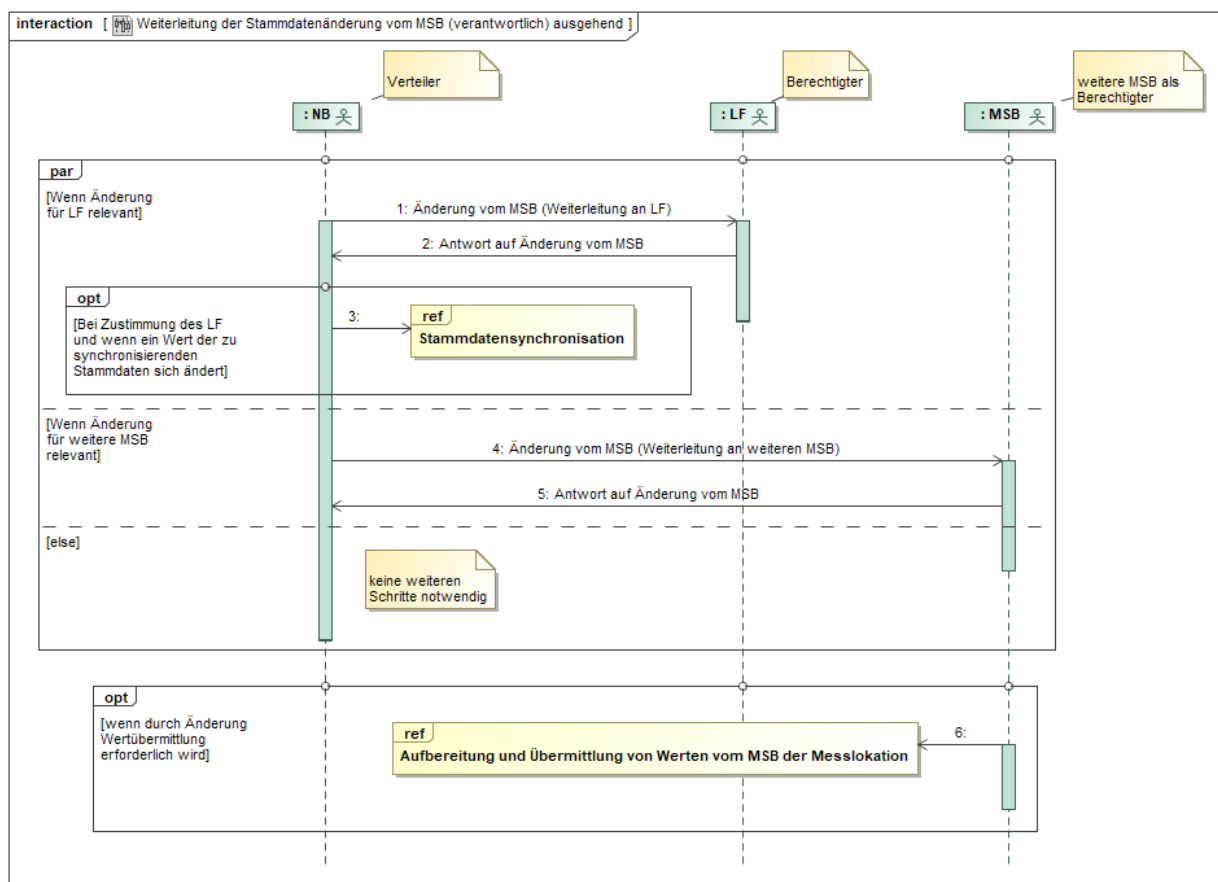 interaction [ Weiterleitung der Stammdatenänderung vom MSB (verantwortlich) ausgehend ]
Verteiler
Berechtigter
weitere MSB als
Berechtigter
: NB
: LF
: MSB
par
[Wenn Änderung
für LF relevant]
1: Änderung vom MSB (Weiterleitung an LF)
2: Antwort auf Änderung vom MSB
opt
[Bei Zustimmung des LF
und wenn ein Wert der zu
synchronisierenden
Stammdaten sich ändert]
3:
ref
Stammdatensynchronisation
[Wenn Änderung
für weitere MSB
relevant]
4: Änderung vom MSB (Weiterleitung an weiteren MSB)
5: Antwort auf Änderung vom MSB
[else]
keine weiteren
Schritte notwendig
opt
[wenn durch Änderung
Wertübermittlung
erforderlich wird]
ref
Aufbereitung und Übermittlung von Werten vom MSB der Messlokation
6: